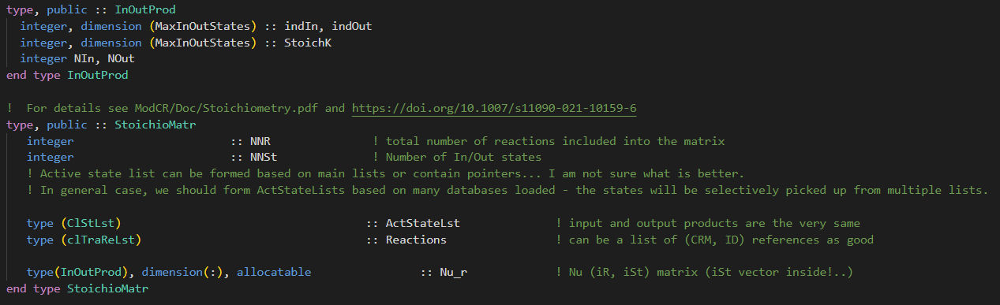 type, public :: InOutProd
integer, dimension (MaxInOutStates) :: indIn, indOut
integer, dimension (MaxInOutStates) :: StoichK
integer NIn, NOut
end type InOutProd
!  For details see ModCR/Doc/Stoichiometry.pdf and https://doi.org/10.1007/s11090-021-10159-6
type, public :: StoichioMatr
integer :: NNR ! total number of reactions included into the matrix
integer :: NNSt ! Number of In/Out states
! Active state list can be formed based on main lists or contain pointers... I am not sure what is better.
! In general case, we should form ActStateLists based on many databases loaded - the states will be selectively picked up from multiple lists.
type (ClStLst) :: ActStateLst ! input and output products are the very same
type (clTraReLst) :: Reactions ! can be a list of (CRM, ID) references as good
type(InOutProd), dimension(:), allocatable :: Nu_r ! Nu (iR, iSt) matrix (iSt vector inside!..)
end type StoichioMatr